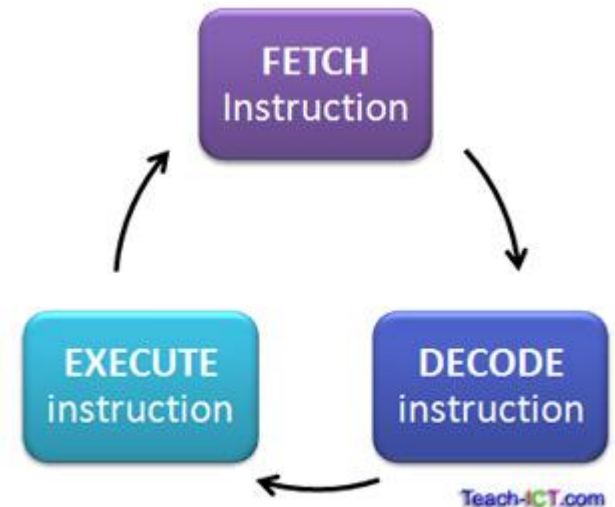 FETCH
Instruction
DECODE
instruction
EXECUTE
instruction
Teach-ICT.com